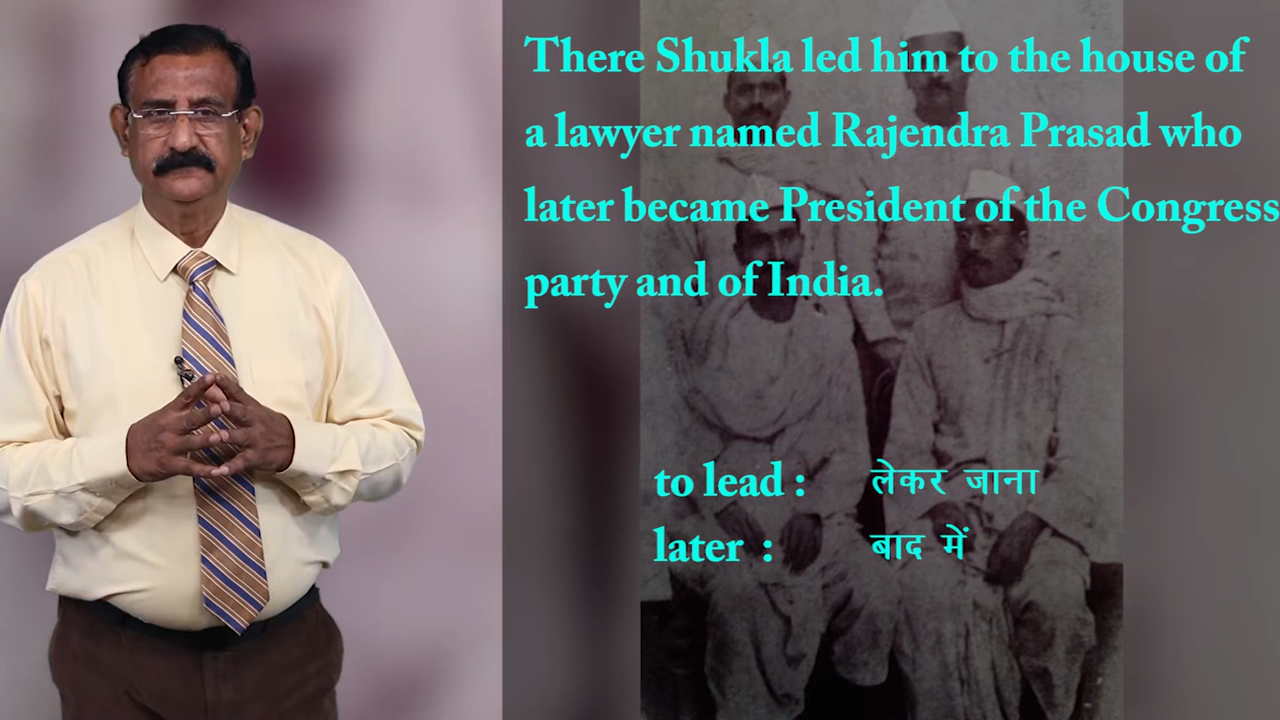 There Shukla led him to the house of
a lawyer named Rajendra Prasad who
later became President of the Congress
party and of India.
to lead : लेकर जाना
later : बाद में